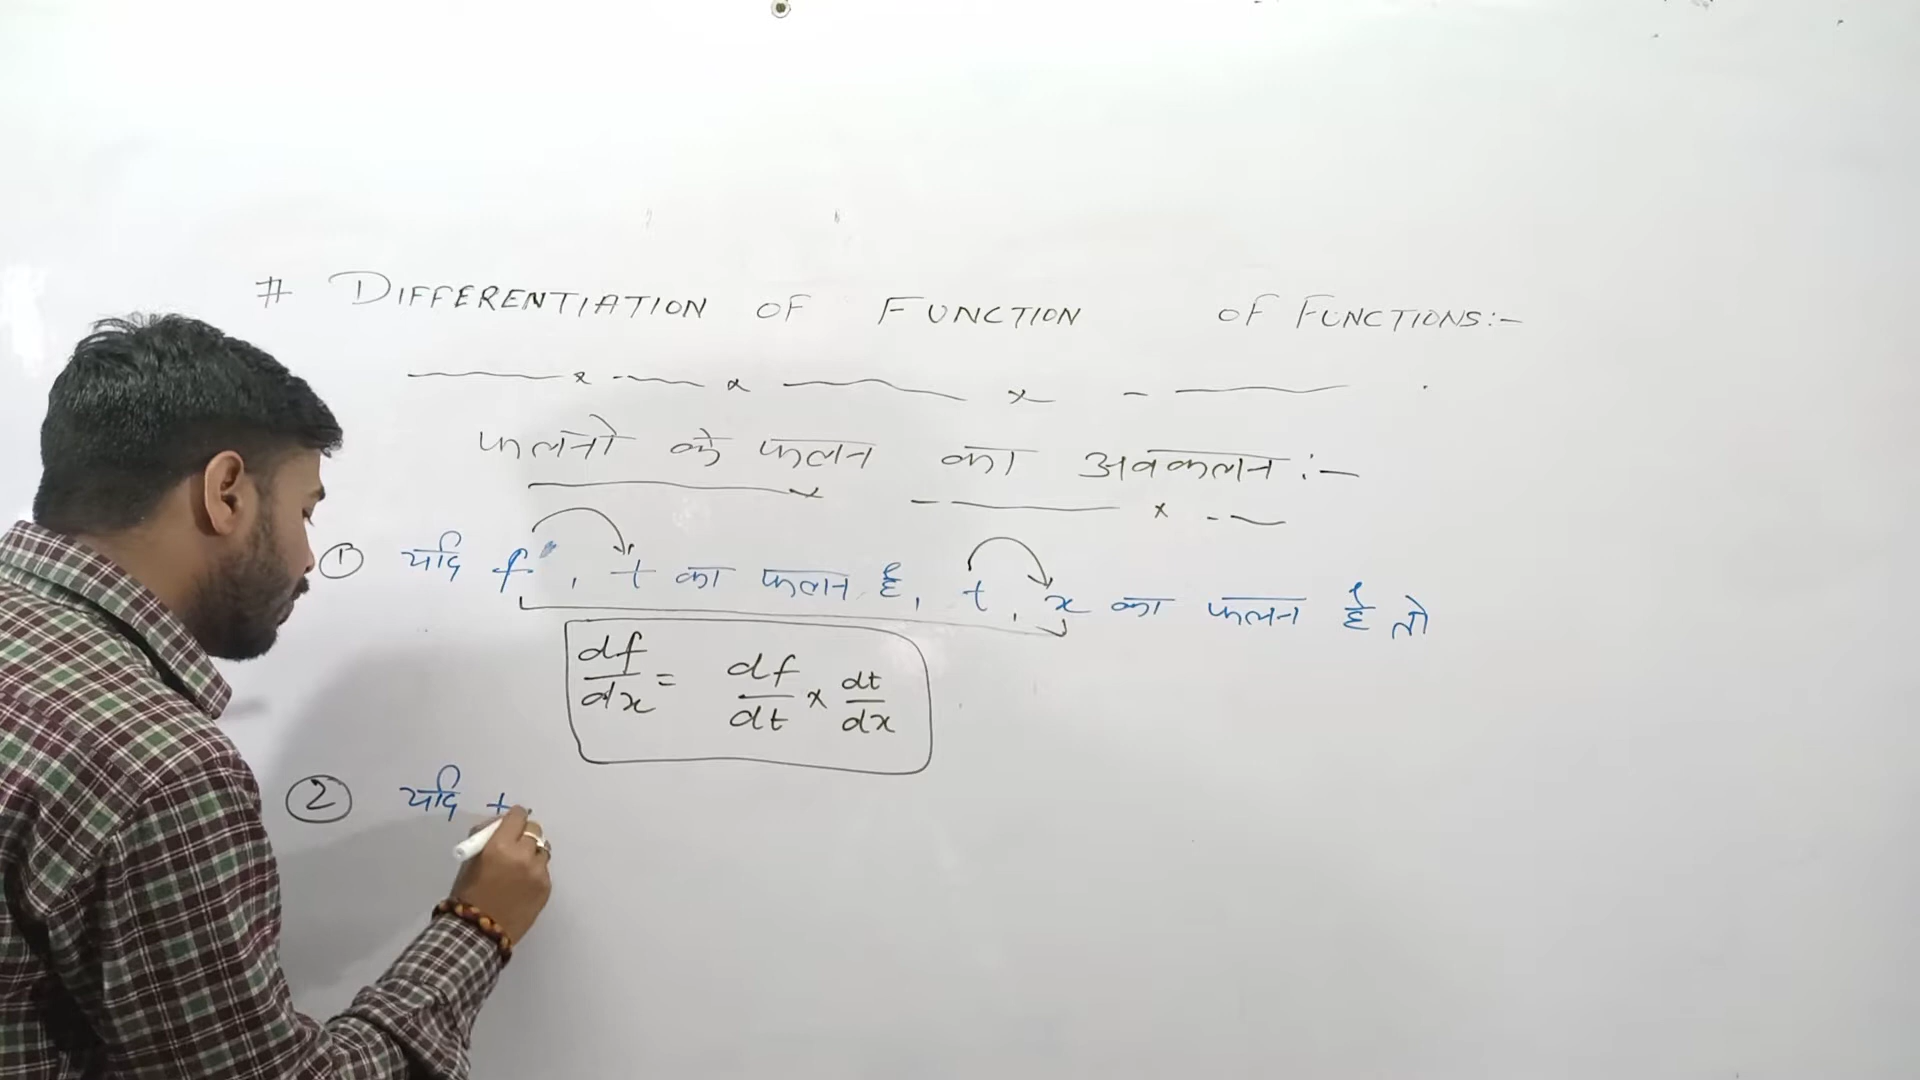 # DIFFERENTIATION OF FUNCTION OF FUNCTIONS:-
फलनो के फलन का अवकलन:-
① यदि f, t का फलन है, t, x का फलन है तो
df/dx = df/dt × dt/dx
② यदि